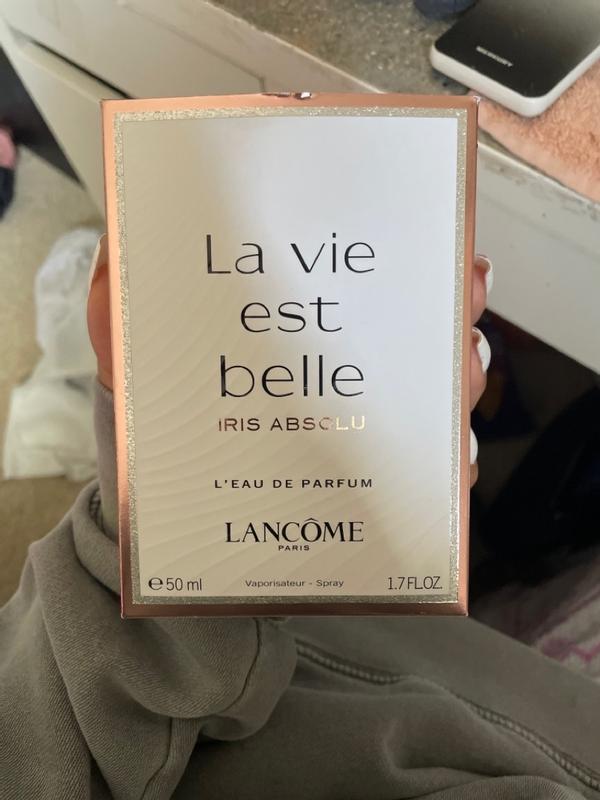 La vie
est
belle
IRIS ABSOLU
L'EAU DE PARFUM
LANCÔME
PARIS
℮ 50 ml Vaporisateur - Spray 1.7 FL.OZ.